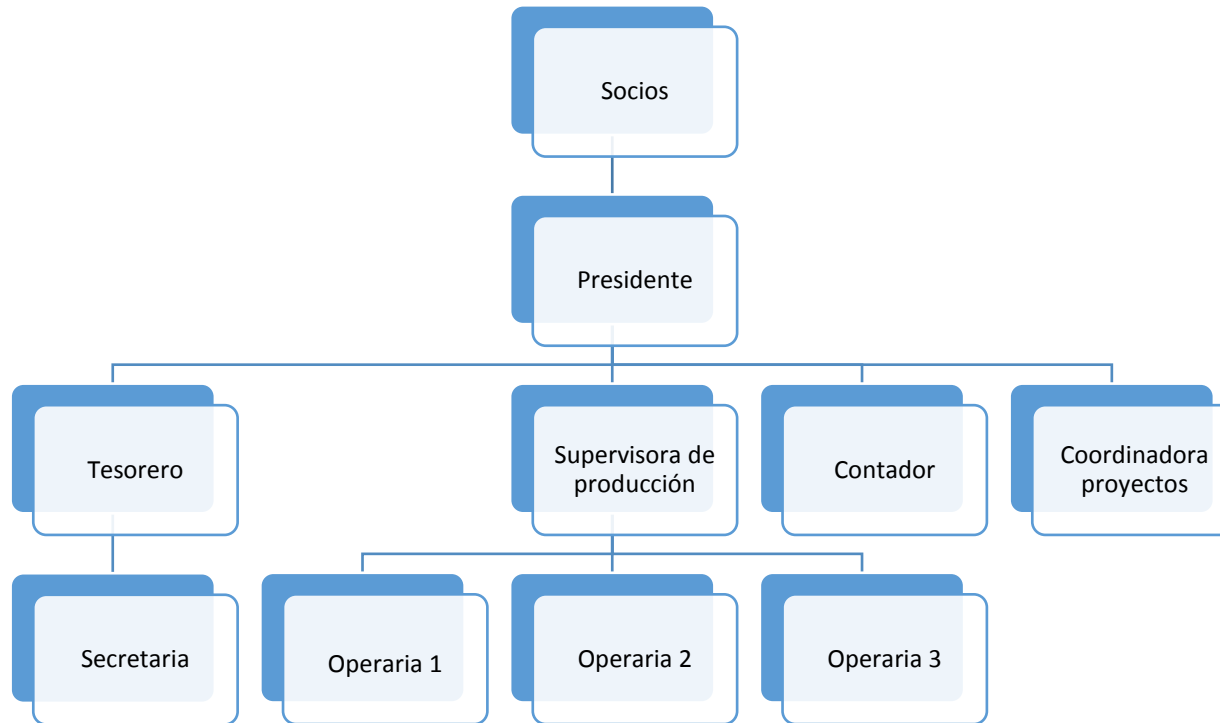 Socios
Presidente
Tesorero
Supervisora de
producción
Contador
Coordinadora
proyectos
Secretaria
Operaria 1
Operaria 2
Operaria 3